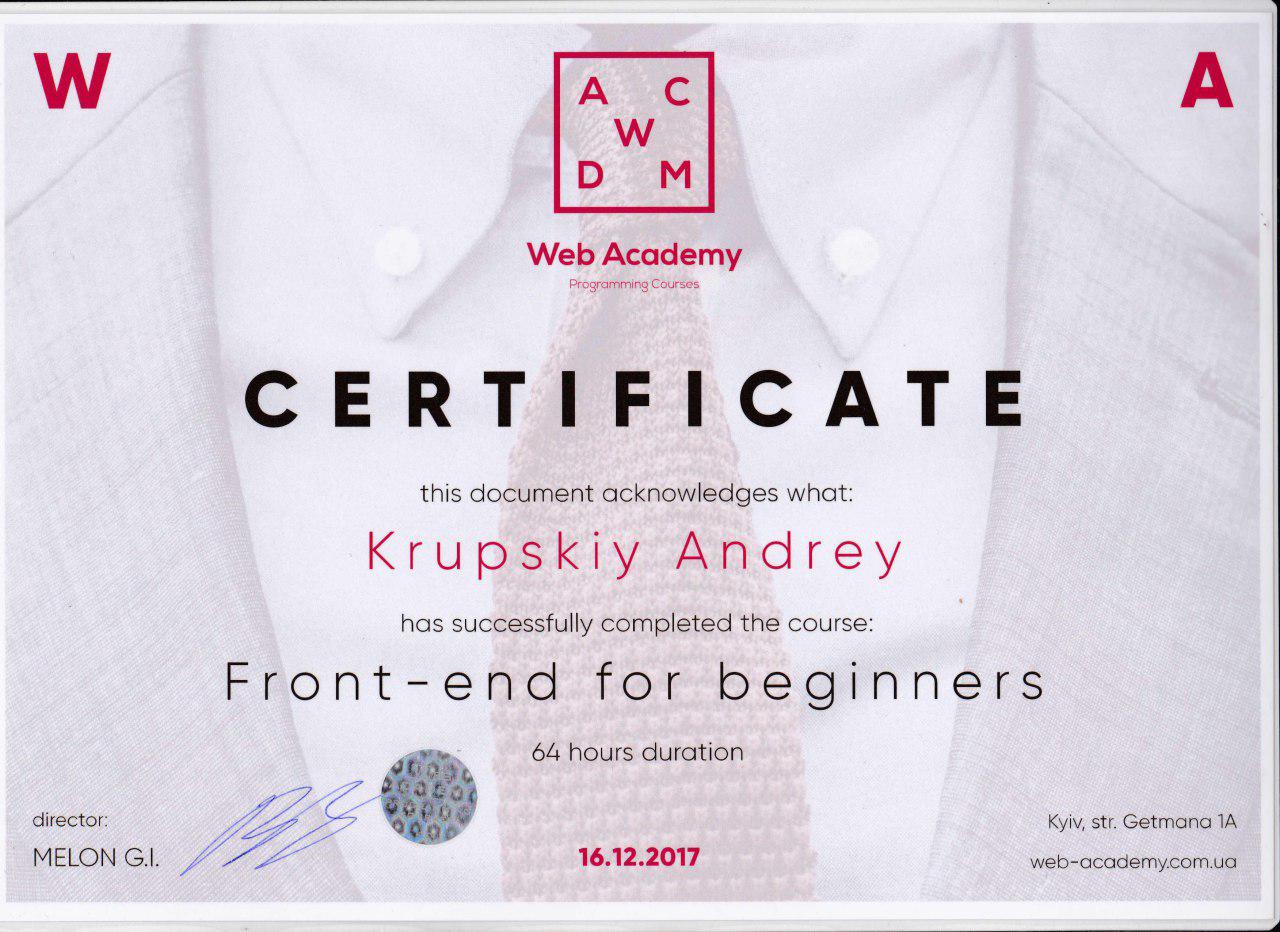 W
A
A C
W
D M
Web Academy
Programming Courses
CERTIFICATE
this document acknowledges what:
Krupskiy Andrey
has successfully completed the course:
Front-end for beginners
64 hours duration
director:
MELON G.I.
16.12.2017
Kyiv, str. Getmana 1A
web-academy.com.ua